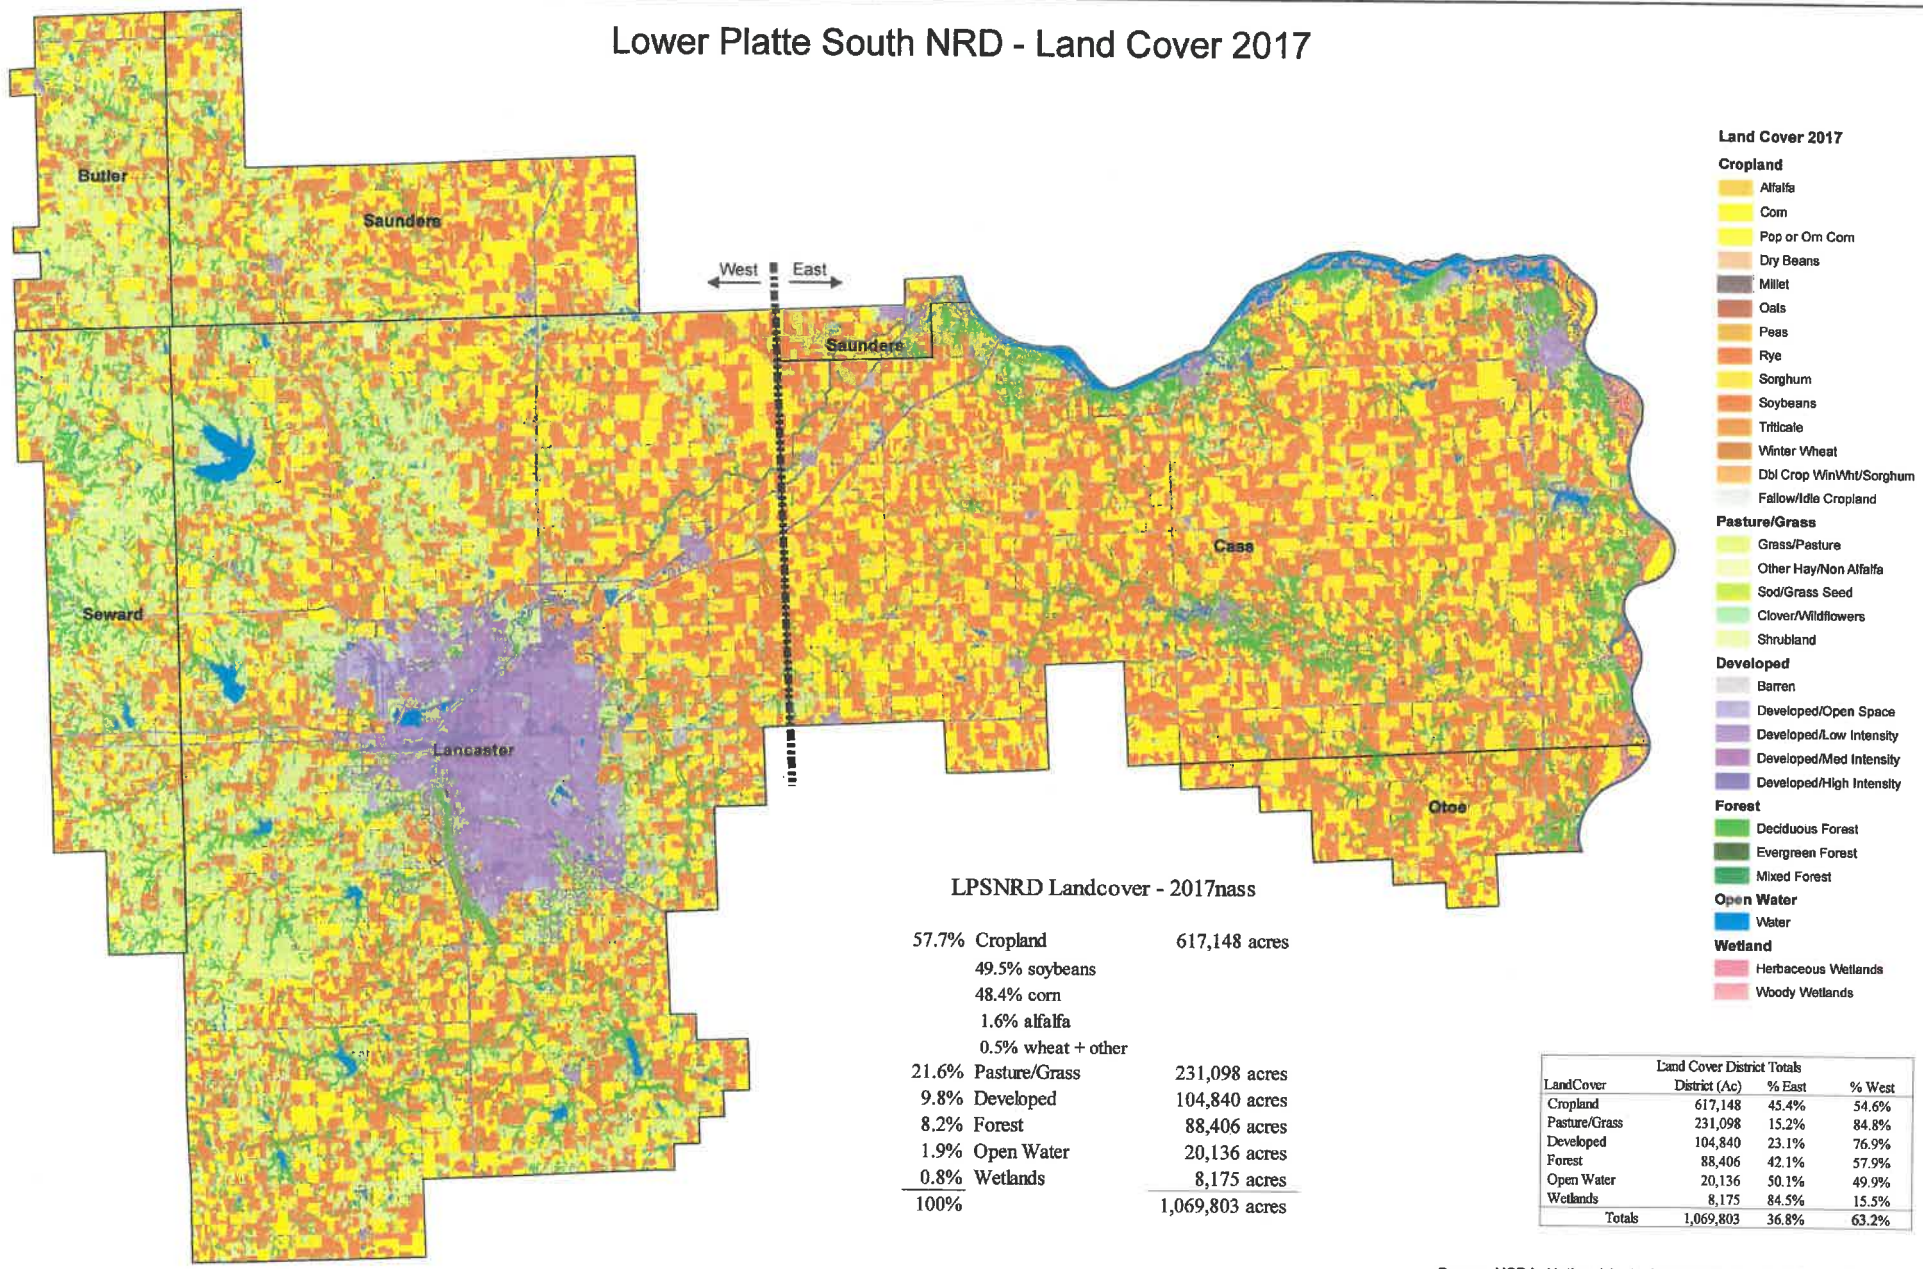 Lower Platte South NRD - Land Cover 2017
Butler
Saunders
West East
Saunders
Cass
Seward
Lancaster
Otoe
Land Cover 2017
Cropland
Alfalfa
Corn
Pop or Orn Corn
Dry Beans
Millet
Oats
Peas
Rye
Sorghum
Soybeans
Triticale
Winter Wheat
Dbl Crop WinWht/Sorghum
Fallow/Idle Cropland
Pasture/Grass
Grass/Pasture
Other Hay/Non Alfalfa
Sod/Grass Seed
Clover/Wildflowers
Shrubland
Developed
Barren
Developed/Open Space
Developed/Low Intensity
Developed/Med Intensity
Developed/High Intensity
Forest
Deciduous Forest
Evergreen Forest
Mixed Forest
Open Water
Water
Wetland
Herbaceous Wetlands
Woody Wetlands
LPSNRD Landcover - 2017nass
57.7% Cropland 617,148 acres
49.5% soybeans
48.4% corn
1.6% alfalfa
0.5% wheat + other
21.6% Pasture/Grass 231,098 acres
9.8% Developed 104,840 acres
8.2% Forest 88,406 acres
1.9% Open Water 20,136 acres
0.8% Wetlands 8,175 acres
100% 1,069,803 acres
Land Cover District Totals
LandCover District (Ac) % East % West
Cropland 617,148 45.4% 54.6%
Pasture/Grass 231,098 15.2% 84.8%
Developed 104,840 23.1% 76.9%
Forest 88,406 42.1% 57.9%
Open Water 20,136 50.1% 49.9%
Wetlands 8,175 84.5% 15.5%
Totals 1,069,803 36.8% 63.2%